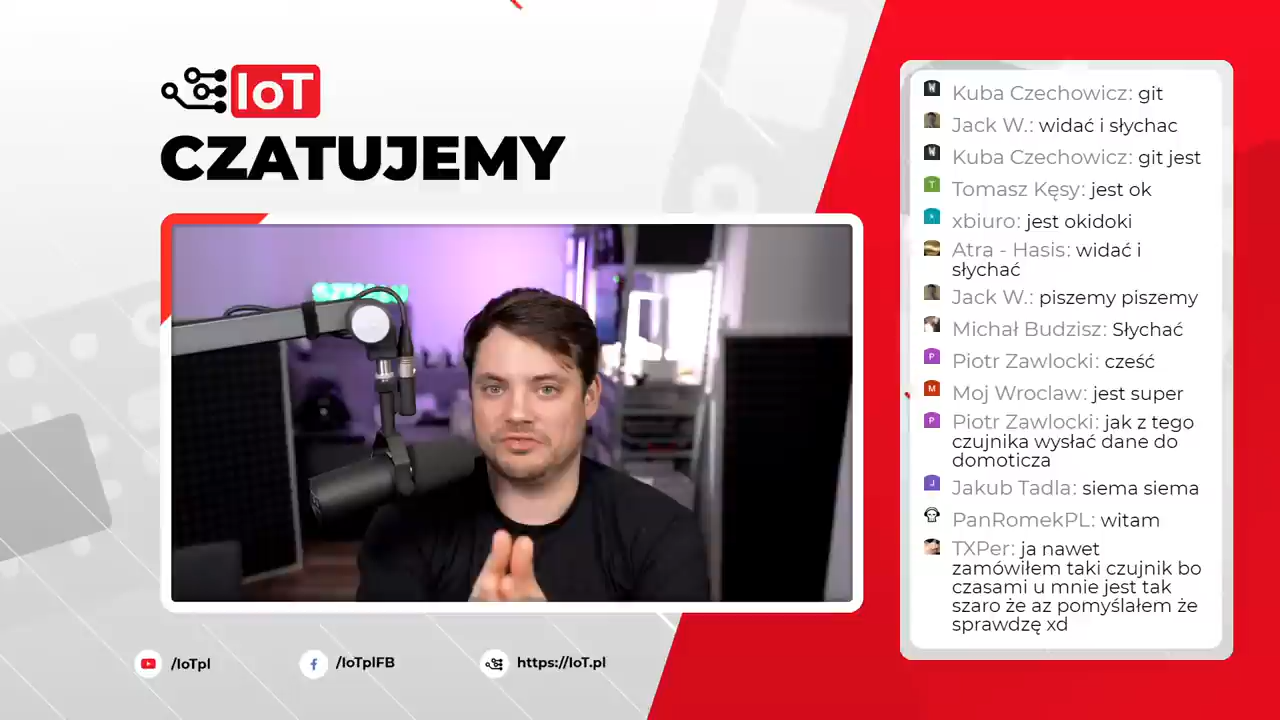 IoT
CZATUJEMY
Kuba Czechowicz: git
Jack W.: widać i słychac
Kuba Czechowicz: git jest
Tomasz Kęsy: jest ok
xbiuro: jest okidoki
Atra - Hasis: widać i
słychać
Jack W.: piszemy piszemy
Michał Budzisz: Słychać
Piotr Zawlocki: cześć
Moj Wroclaw: jest super
Piotr Zawlocki: jak z tego
czujnika wysłać dane do
domoticza
Jakub Tadla: siema siema
PanRomekPL: witam
TXPer: ja nawet
zamówiłem taki czujnik bo
czasami u mnie jest tak
szaro że az pomyślałem że
sprawdzę xd
/IoTpl
/IoTplFB
https://IoT.pl